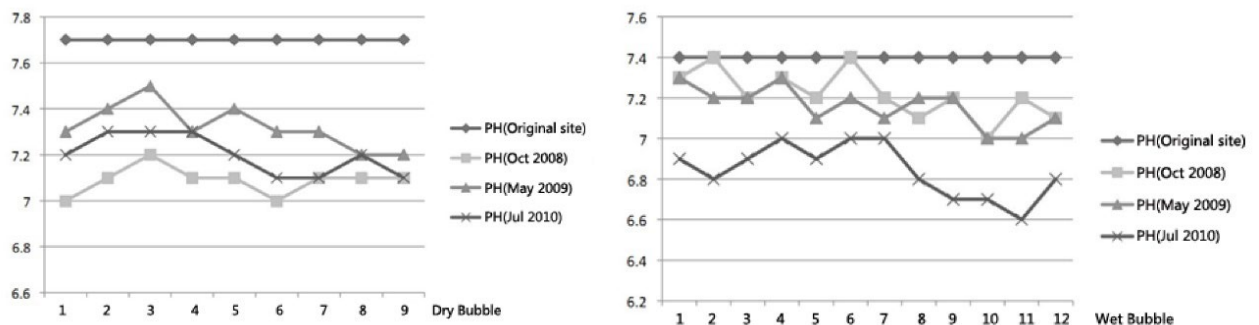 7.8
7.6
7.4
7.2
7
6.8
6.6
1 2 3 4 5 6 7 8 9 Dry Bubble
PH(Original site)
PH(Oct 2008)
PH(May 2009)
PH(Jul 2010)
7.6
7.4
7.2
7
6.8
6.6
6.4
6.2
1 2 3 4 5 6 7 8 9 10 11 12 Wet Bubble
PH(Original site)
PH(Oct 2008)
PH(May 2009)
PH(Jul 2010)